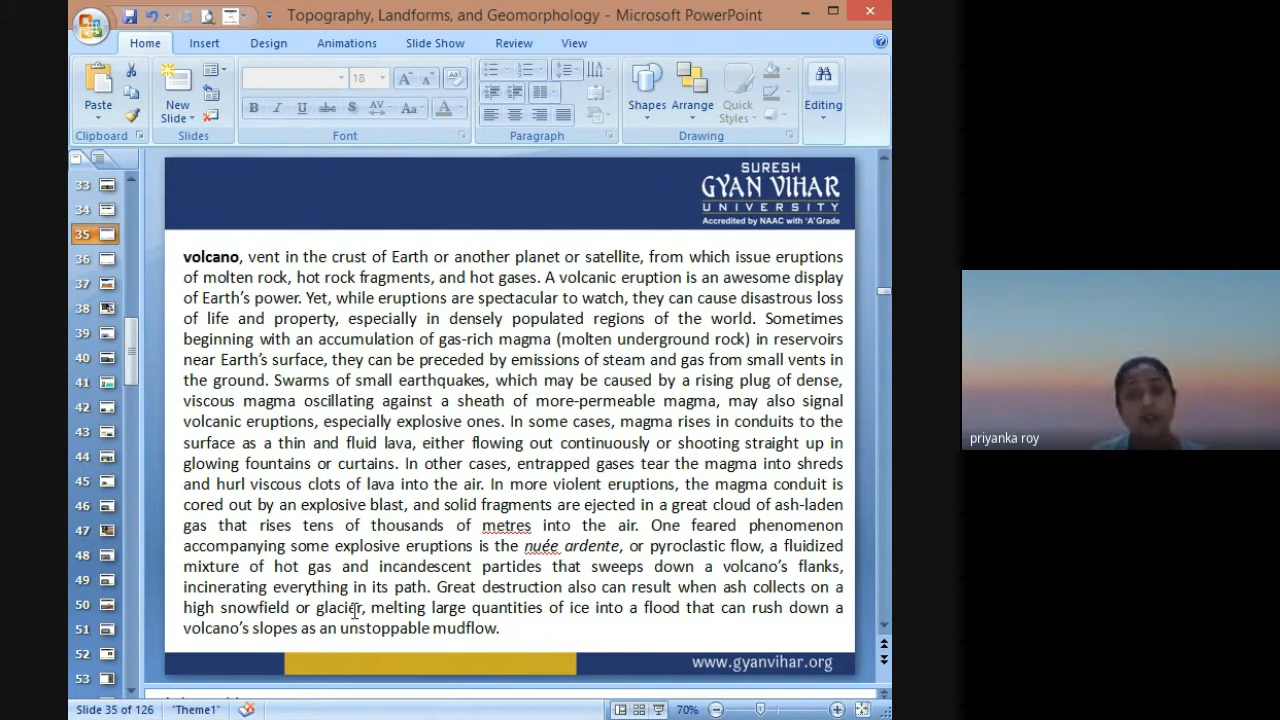 Topography, Landforms, and Geomorphology - Microsoft PowerPoint
Home Insert Design Animations Slide Show Review View
Paste
New
Slide
18
B I U abc S AV Aa A
Shapes Arrange Quick
Styles
Editing
Clipboard Slides Font Paragraph Drawing
33
34
35
36
37
38
39
40
41
42
43
44
45
46
47
48
49
50
51
52
53
SURESH
GYAN VIHAR
UNIVERSITY
Accredited by NAAC with 'A' Grade
volcano, vent in the crust of Earth or another planet or satellite, from which issue eruptions
of molten rock, hot rock fragments, and hot gases. A volcanic eruption is an awesome display
of Earth's power. Yet, while eruptions are spectacular to watch, they can cause disastrous loss
of life and property, especially in densely populated regions of the world. Sometimes
beginning with an accumulation of gas-rich magma (molten underground rock) in reservoirs
near Earth's surface, they can be preceded by emissions of steam and gas from small vents in
the ground. Swarms of small earthquakes, which may be caused by a rising plug of dense,
viscous magma oscillating against a sheath of more-permeable magma, may also signal
volcanic eruptions, especially explosive ones. In some cases, magma rises in conduits to the
surface as a thin and fluid lava, either flowing out continuously or shooting straight up in
glowing fountains or curtains. In other cases, entrapped gases tear the magma into shreds
and hurl viscous clots of lava into the air. In more violent eruptions, the magma conduit is
cored out by an explosive blast, and solid fragments are ejected in a great cloud of ash-laden
gas that rises tens of thousands of metres into the air. One feared phenomenon
accompanying some explosive eruptions is the nuée ardente, or pyroclastic flow, a fluidized
mixture of hot gas and incandescent particles that sweeps down a volcano's flanks,
incinerating everything in its path. Great destruction also can result when ash collects on a
high snowfield or glacier, melting large quantities of ice into a flood that can rush down a
volcano's slopes as an unstoppable mudflow.
www.gyanvihar.org
priyanka roy
Slide 35 of 126 "Theme1" 70%